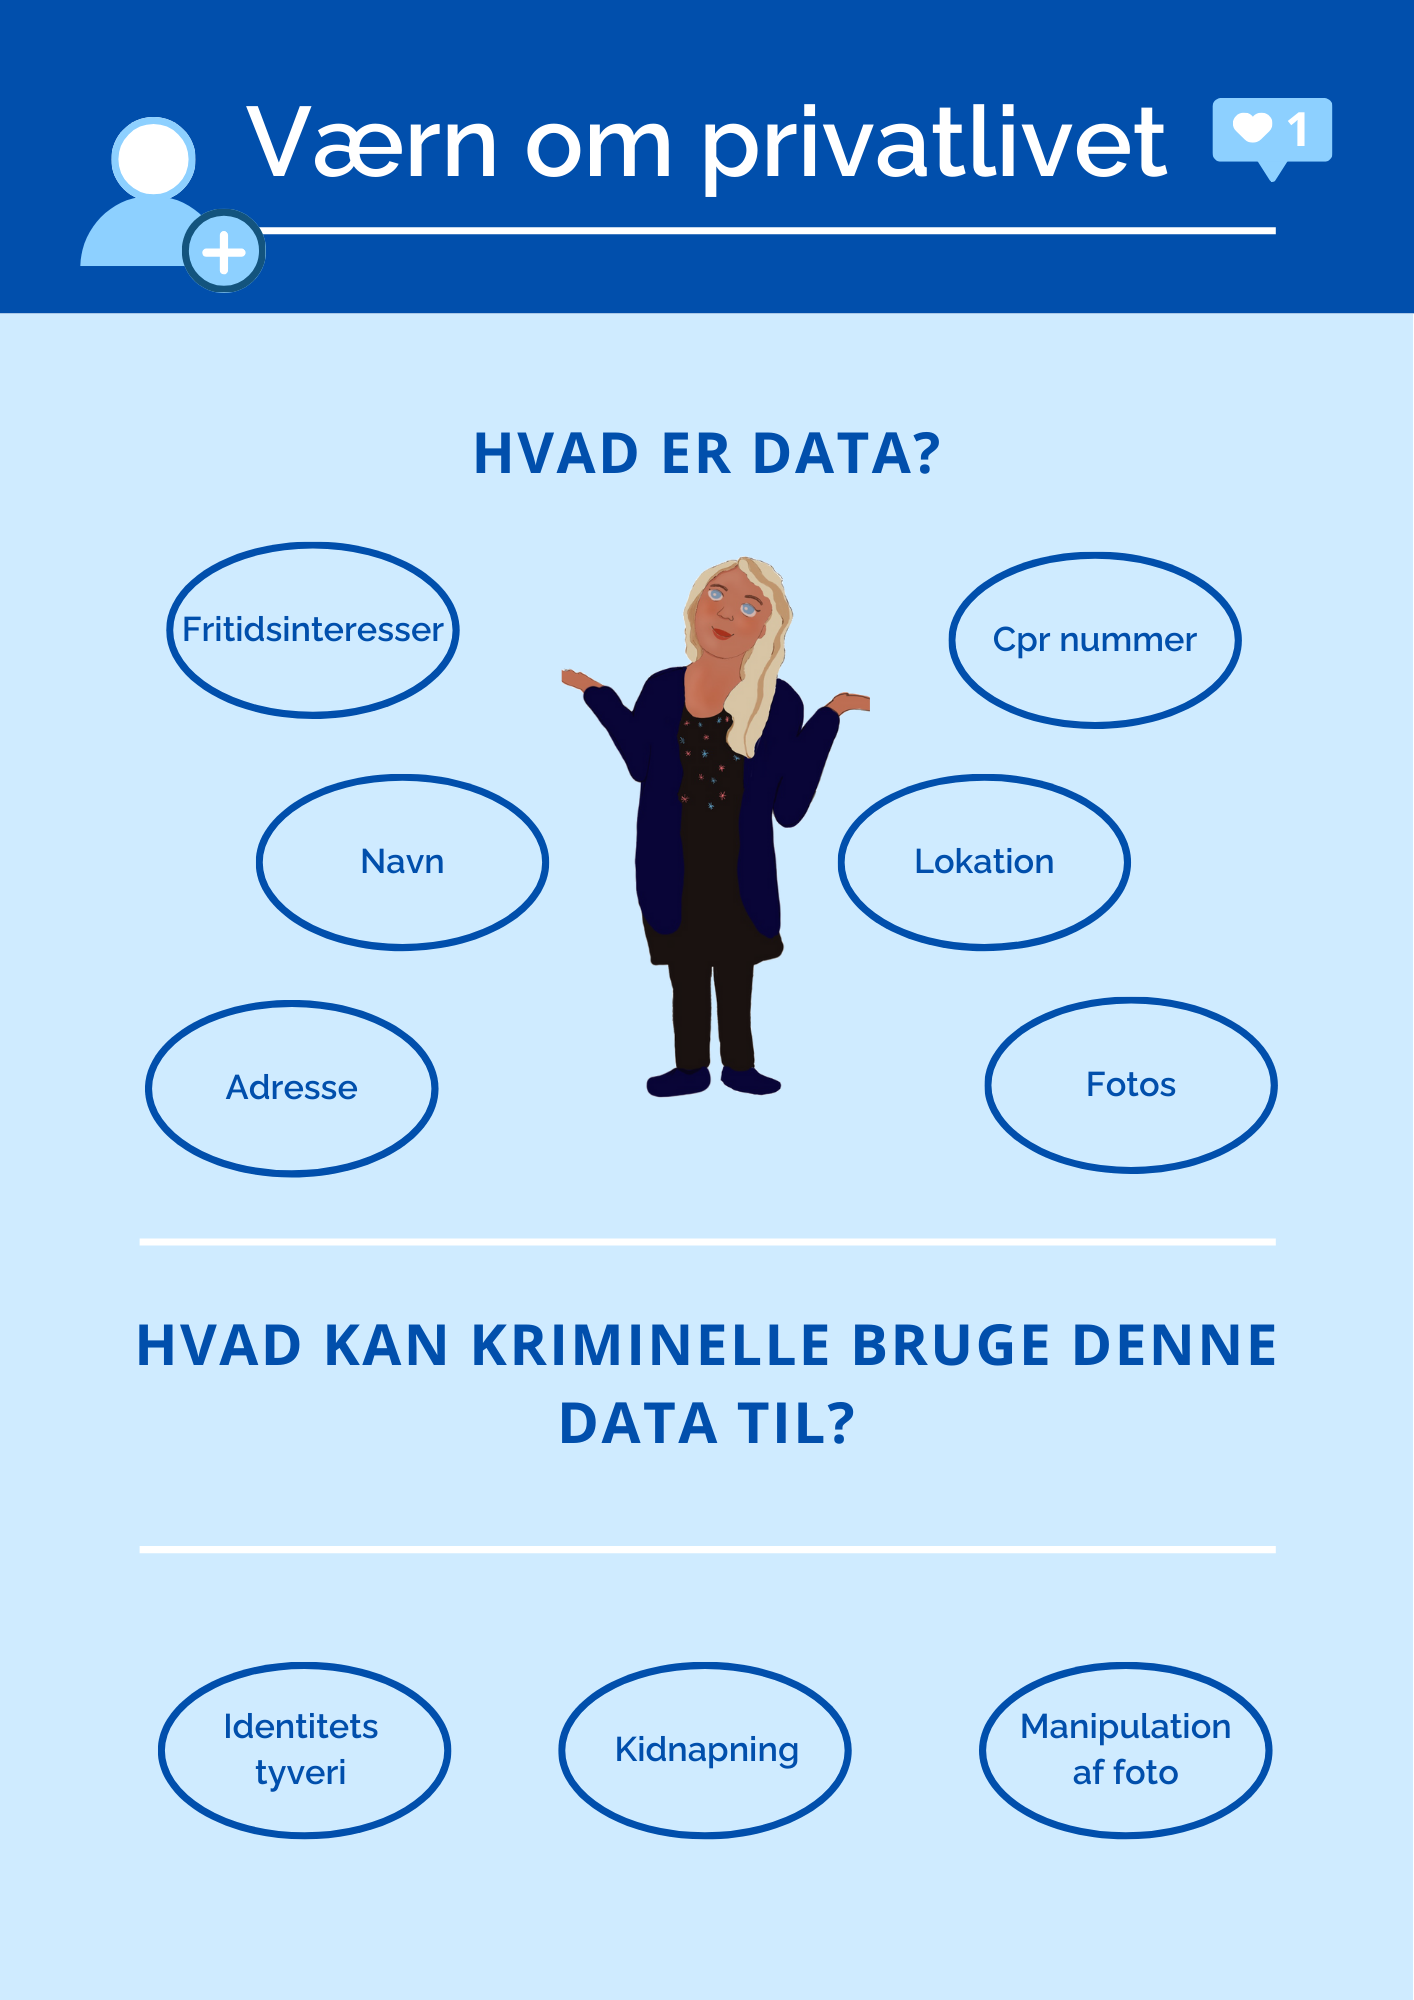 Værn om privatlivet
1
HVAD ER DATA?
Fritidsinteresser
Cpr nummer
Navn
Lokation
Adresse
Fotos
HVAD KAN KRIMINELLE BRUGE DENNE
DATA TIL?
Identitets
tyveri
Kidnapning
Manipulation
af foto